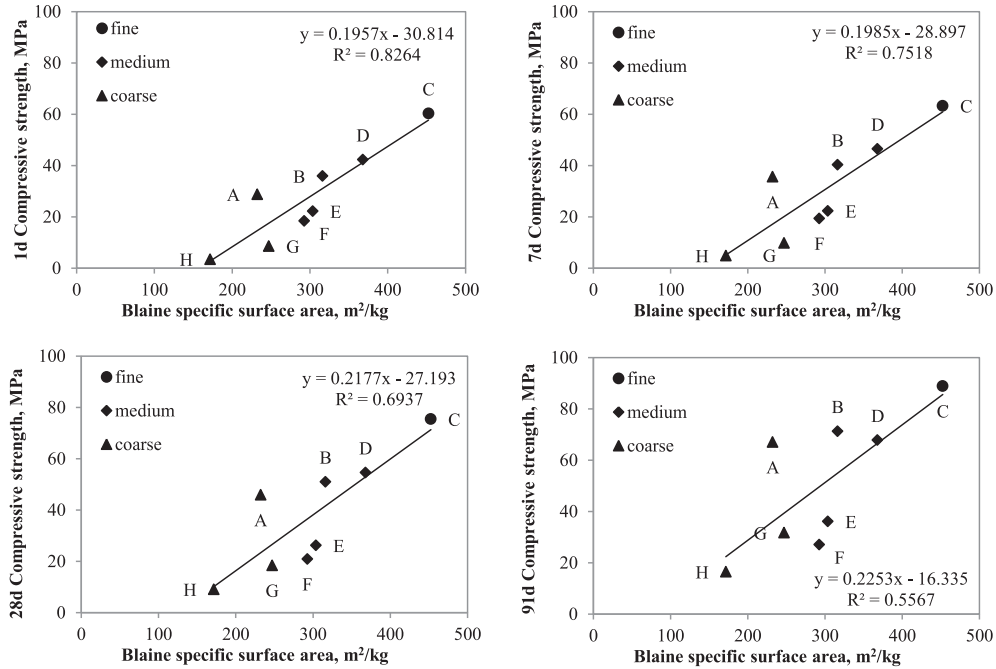 1d Compressive strength, MPa
100
80
60
40
20
0
fine
medium
coarse
y = 0.1957x - 30.814
R² = 0.8264
C
D
B
A
E
F
G
H
0 100 200 300 400 500
Blaine specific surface area, m²/kg
7d Compressive strength, MPa
100
80
60
40
20
0
fine
medium
coarse
y = 0.1985x - 28.897
R² = 0.7518
C
D
B
A
E
F
G
H
0 100 200 300 400 500
Blaine specific surface area, m²/kg
28d Compressive strength, MPa
100
80
60
40
20
0
fine
medium
coarse
y = 0.2177x - 27.193
R² = 0.6937
C
D
B
A
E
F
G
H
0 100 200 300 400 500
Blaine specific surface area, m²/kg
91d Compressive strength, MPa
100
80
60
40
20
0
fine
medium
coarse
B
D
C
A
E
G
F
H
y = 0.2253x - 16.335
R² = 0.5567
0 100 200 300 400 500
Blaine specific surface area, m²/kg